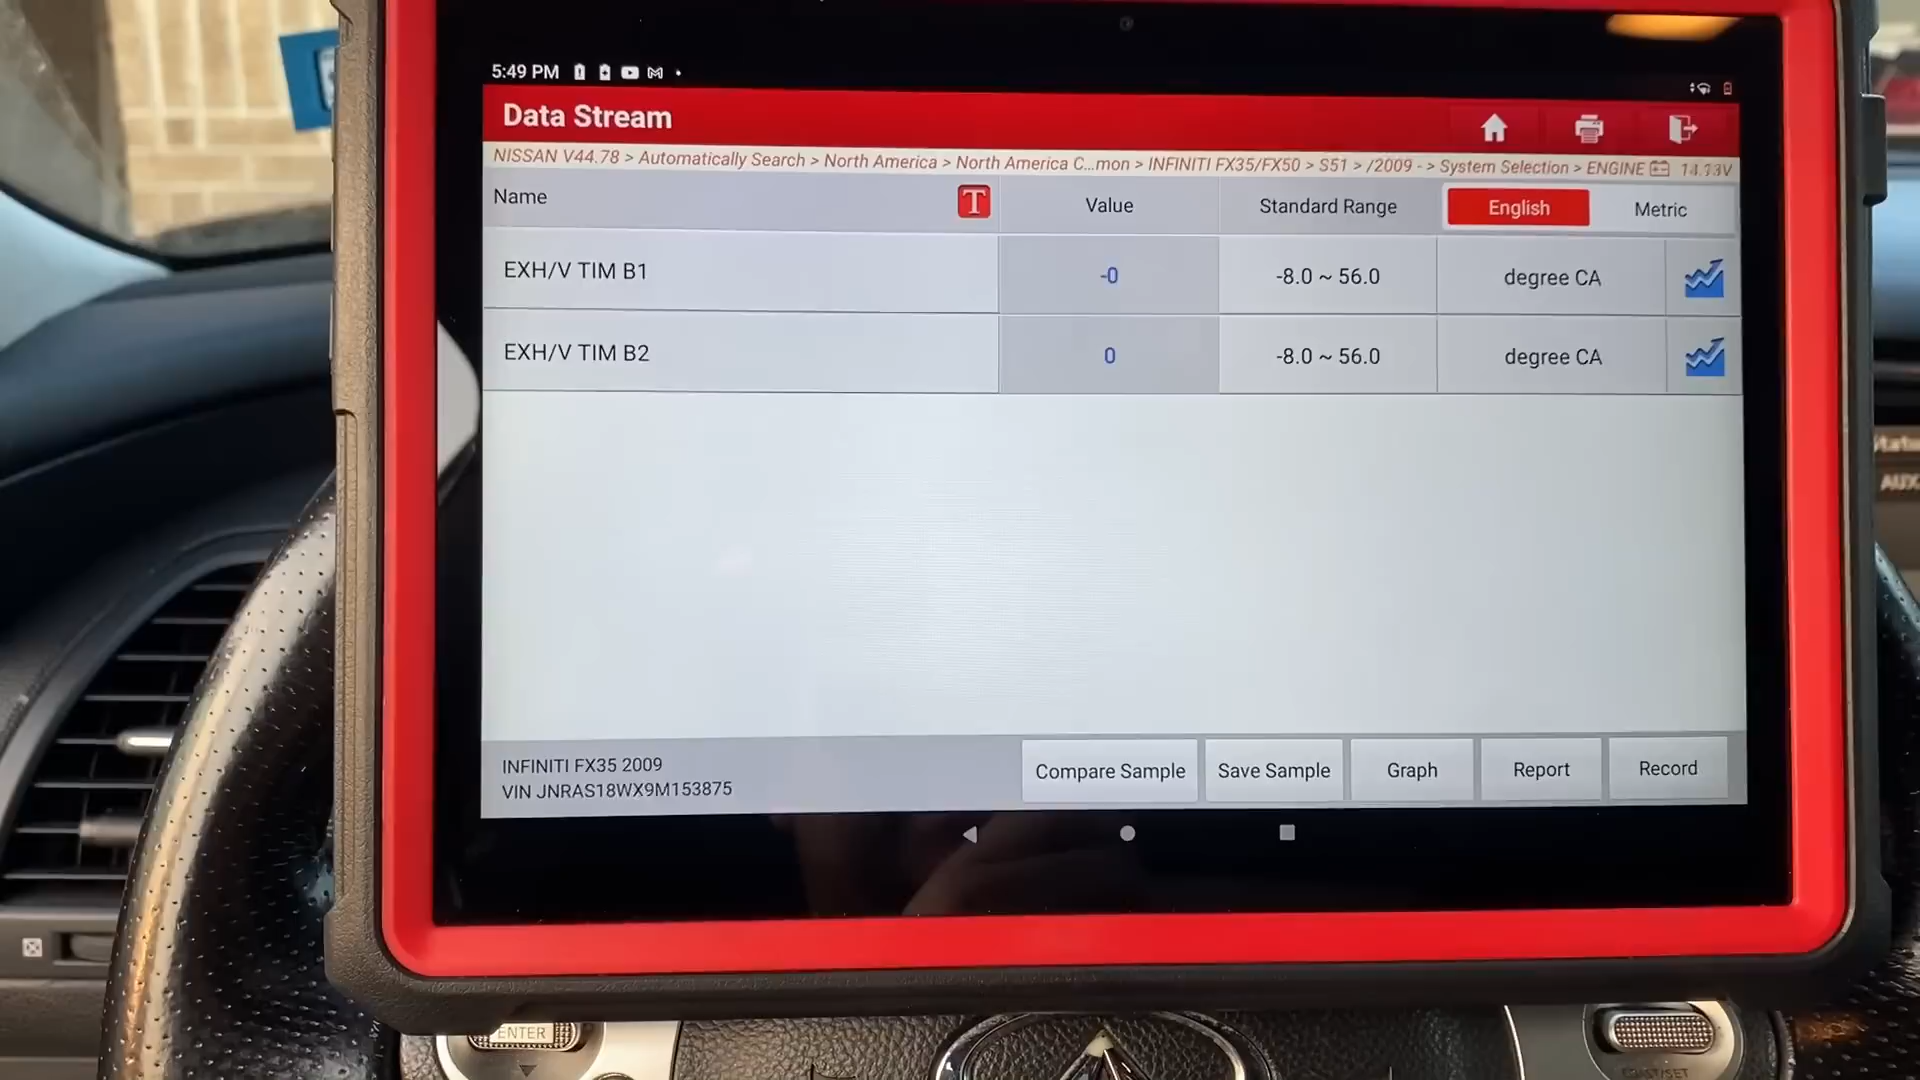 5:49 PM
Data Stream
NISSAN V44.78 > Automatically Search > North America > North America C...mon > INFINITI FX35/FX50 > S51 > /2009 - > System Selection > ENGINE
Name T Value Standard Range English Metric
EXH/V TIM B1 -0 -8.0 ~ 56.0 degree CA
EXH/V TIM B2 0 -8.0 ~ 56.0 degree CA
INFINITI FX35 2009
VIN JNRAS18WX9M153875
Compare Sample Save Sample Graph Report Record
AUX
ENTER